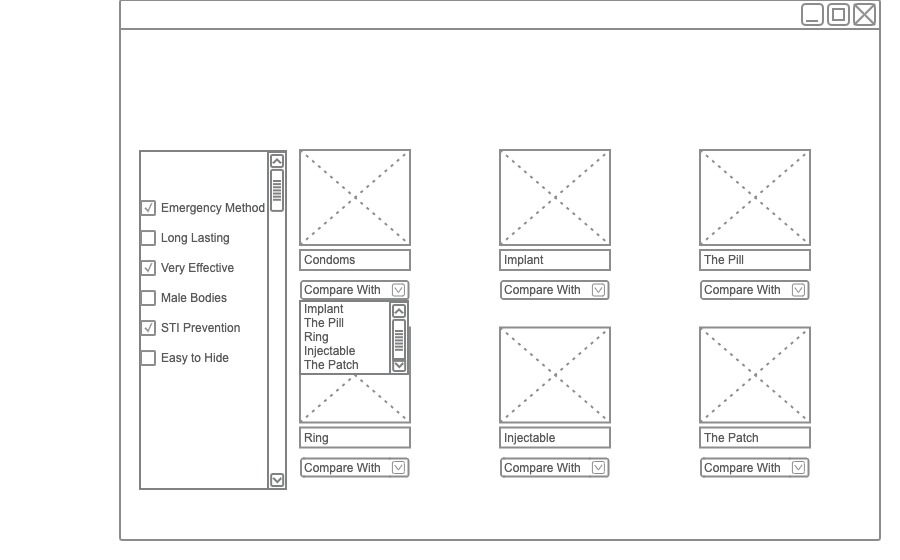 Emergency Method
Long Lasting
Very Effective
Male Bodies
STI Prevention
Easy to Hide
Condoms
Implant
The Pill
Compare With
Compare With
Compare With
Implant
The Pill
Ring
Injectable
The Patch
Ring
Injectable
The Patch
Compare With
Compare With
Compare With